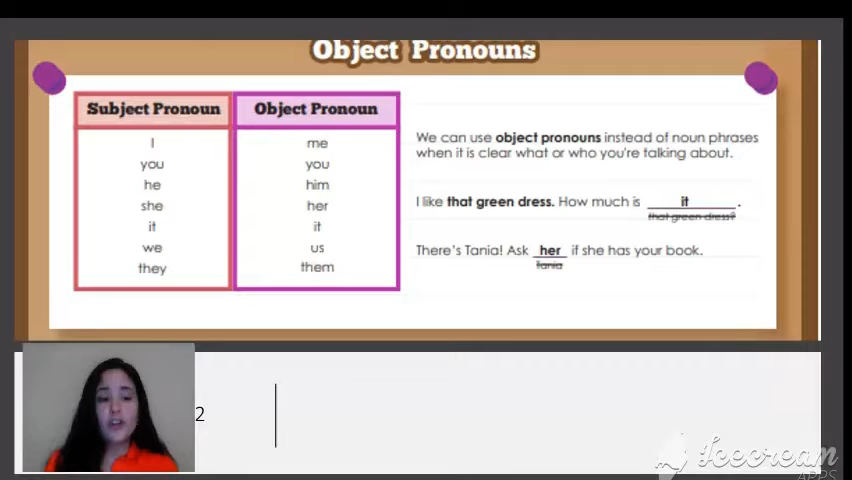 Object Pronouns
Subject Pronoun
Object Pronoun
I
me
you
you
he
him
she
her
it
it
we
us
they
them
We can use object pronouns instead of noun phrases
when it is clear what or who you're talking about.
I like that green dress. How much is it .
that green dress?
There's Tania! Ask her if she has your book.
Tania
2
Icecream
APPS